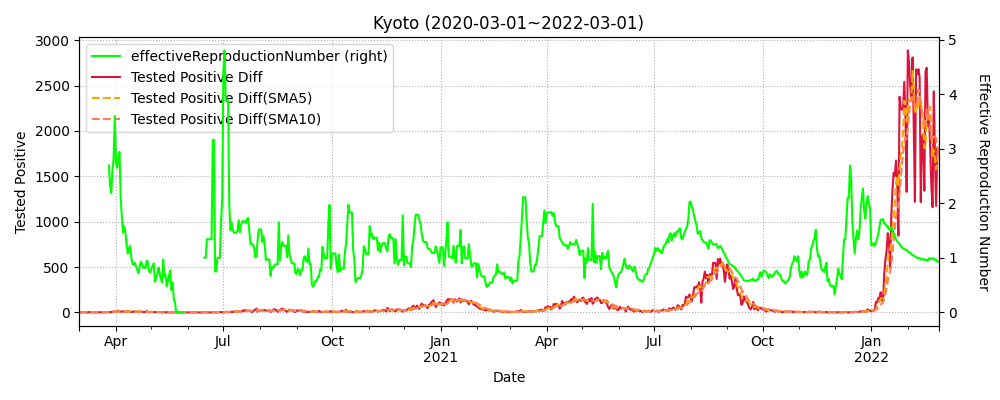 Kyoto (2020-03-01~2022-03-01)
effectiveReproductionNumber (right)
Tested Positive Diff
Tested Positive Diff(SMA5)
Tested Positive Diff(SMA10)
Tested Positive
3000
2500
2000
1500
1000
500
0
Effective Reproduction Number
5
4
3
2
1
0
Apr
Jul
Oct
Jan
2021
Apr
Jul
Oct
Jan
2022
Date